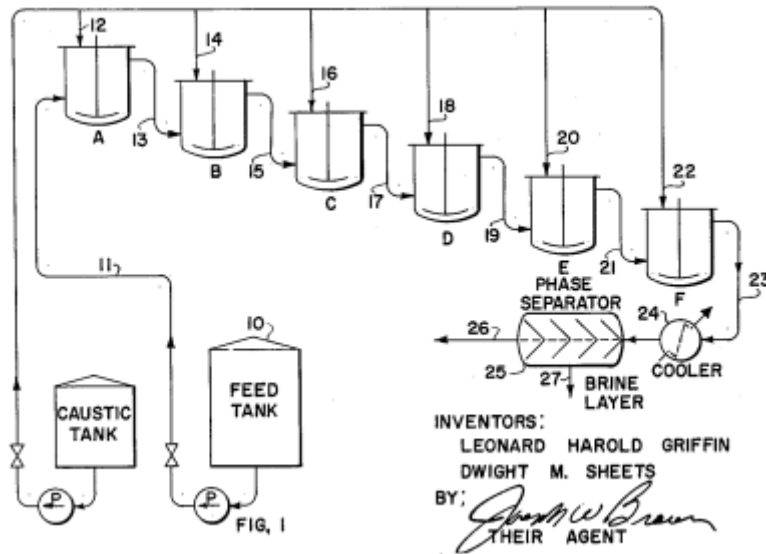 12
14
16
18
20
22
A
13
B
15
C
17
D
19
E
21
F
23
11
10
PHASE
SEPARATOR
24
26
25
27
COOLER
BRINE
LAYER
CAUSTIC
TANK
FEED
TANK
P
P
FIG, 1
INVENTORS:
LEONARD HAROLD GRIFFIN
DWIGHT M. SHEETS
BY:
Joseph W Brown
THEIR AGENT